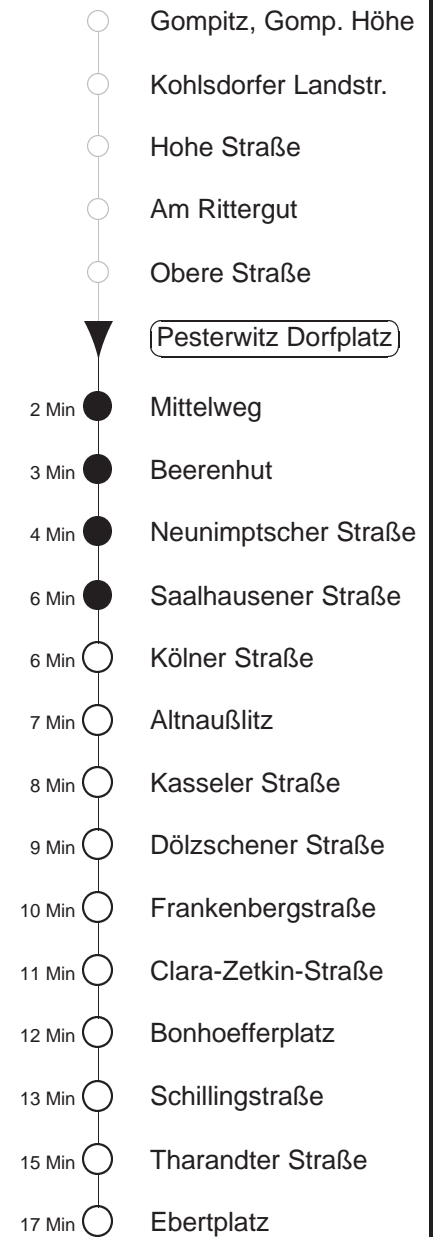 Gompitz, Gomp. Höhe
Kohlsdorfer Landstr.
Hohe Straße
Am Rittergut
Obere Straße
Pesterwitz Dorfplatz
2 Min Mittelweg
3 Min Beerenhut
4 Min Neunimptscher Straße
6 Min Saalhausener Straße
6 Min Kölner Straße
7 Min Altnaußlitz
8 Min Kasseler Straße
9 Min Dölzschener Straße
10 Min Frankenbergstraße
11 Min Clara-Zetkin-Straße
12 Min Bonhoefferplatz
13 Min Schillingstraße
15 Min Tharandter Straße
17 Min Ebertplatz